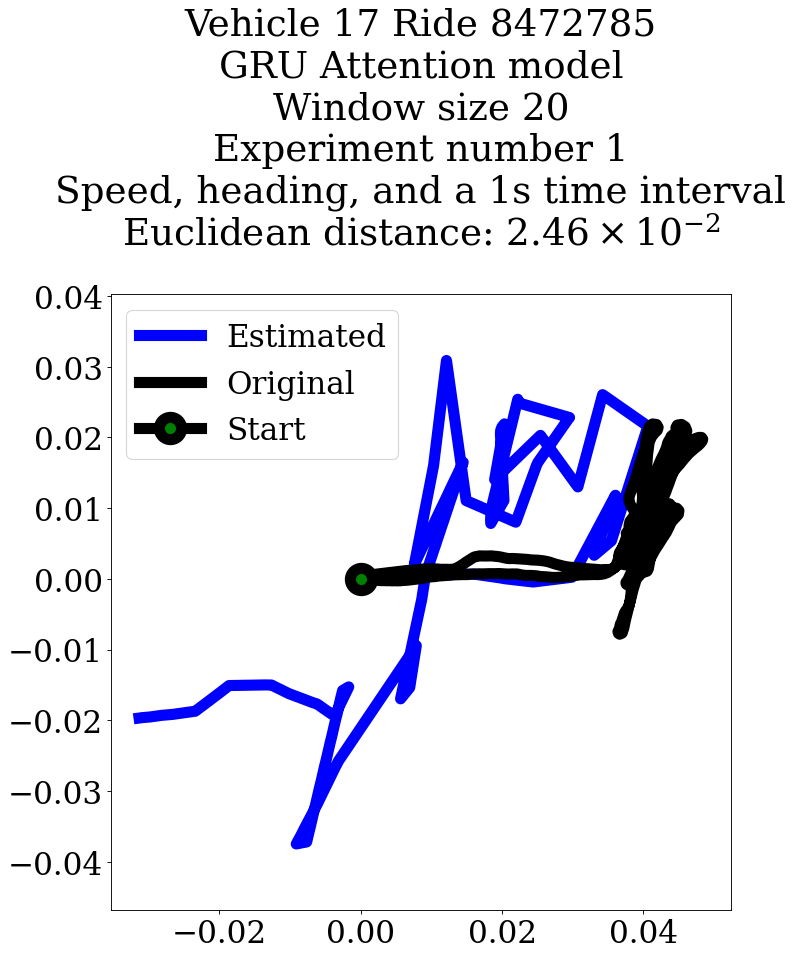 Vehicle 17 Ride 8472785
GRU Attention model
Window size 20
Experiment number 1
Speed, heading, and a 1s time interval
Euclidean distance: 2.46 × 10⁻²
Estimated
Original
Start
0.04
0.03
0.02
0.01
0.00
−0.01
−0.02
−0.03
−0.04
−0.02 0.00 0.02 0.04